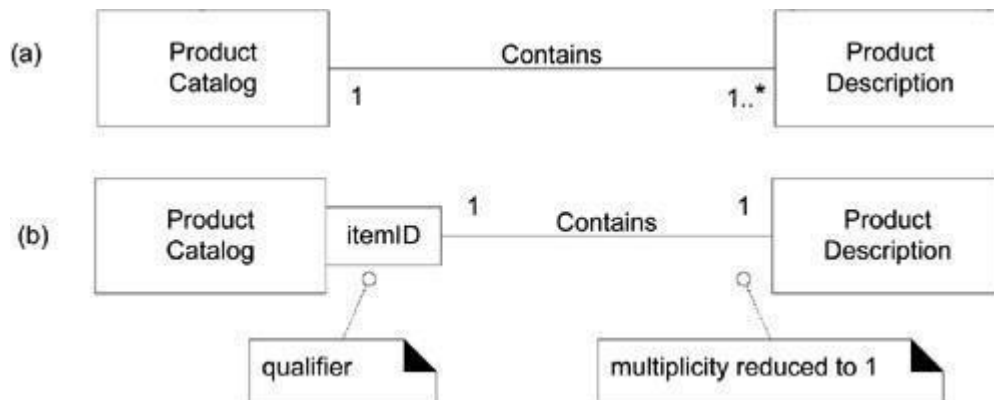 (a)
Product
Catalog
Contains
1
1..*
Product
Description
(b)
Product
Catalog
itemID
1
Contains
1
Product
Description
qualifier
multiplicity reduced to 1